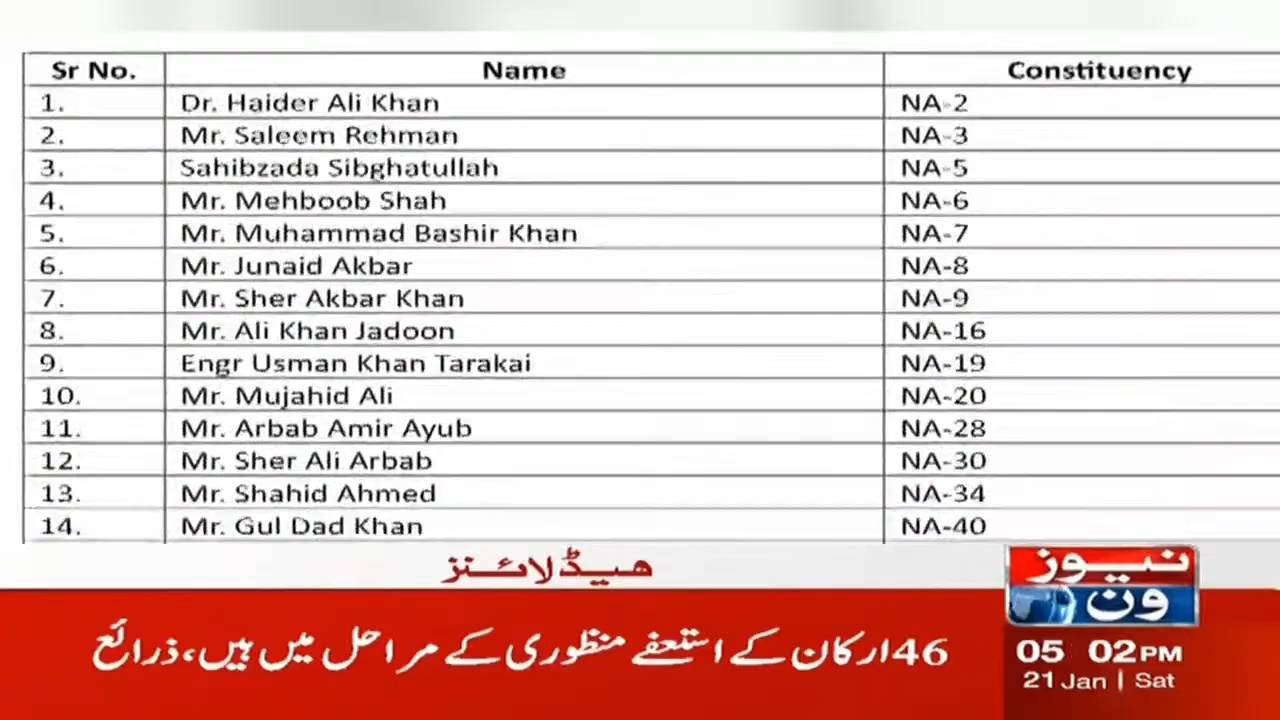 Sr No. Name Constituency
1. Dr. Haider Ali Khan NA-2
2. Mr. Saleem Rehman NA-3
3. Sahibzada Sibghatullah NA-5
4. Mr. Mehboob Shah NA-6
5. Mr. Muhammad Bashir Khan NA-7
6. Mr. Junaid Akbar NA-8
7. Mr. Sher Akbar Khan NA-9
8. Mr. Ali Khan Jadoon NA-16
9. Engr Usman Khan Tarakai NA-19
10. Mr. Mujahid Ali NA-20
11. Mr. Arbab Amir Ayub NA-28
12. Mr. Sher Ali Arbab NA-30
13. Mr. Shahid Ahmed NA-34
14. Mr. Gul Dad Khan NA-40
ہیڈلائنز
نیوز
ون
46ارکان کے استعفے منظوری کے مراحل میں ہیں،ذرائع
05 02 PM
21 Jan | Sat